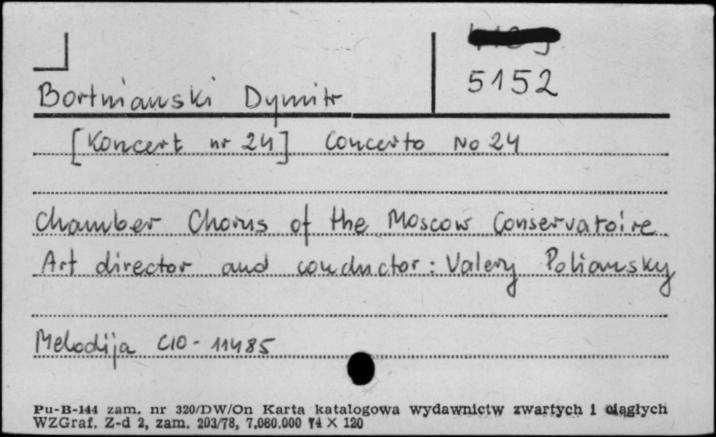 5152
Bortnianski Dymitr
[Koncert nr 24] Concerto No 24
Chamber Chorus of the Moscow Conservatoire
Art director and conductor: Valery Poliansky
Melodija C10-11485
Pu-B-144 zam. nr 320/DW/On Karta katalogowa wydawnictw zwartych i ciągłych
WZGraf. Z-d 2, zam. 203/78, 7.080.000 74 × 120